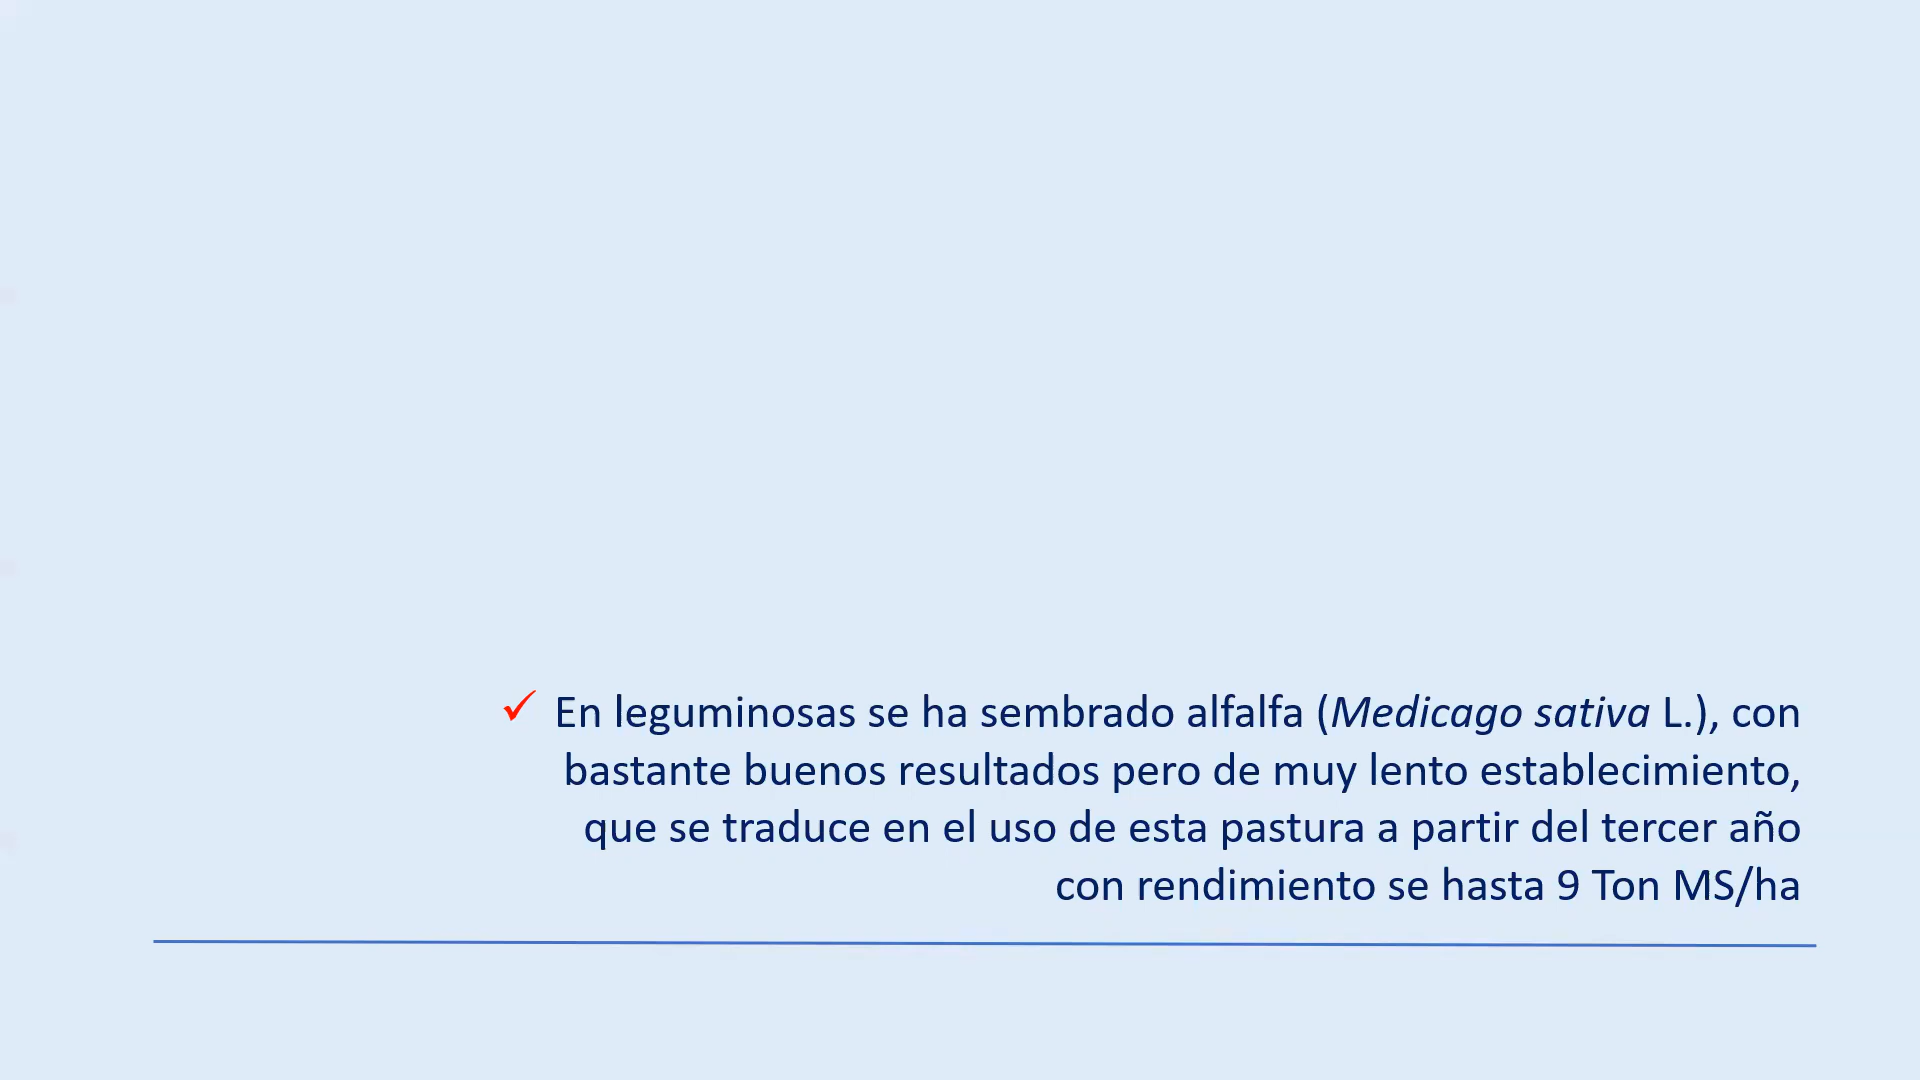 ✓ En leguminosas se ha sembrado alfalfa (Medicago sativa L.), con
bastante buenos resultados pero de muy lento establecimiento,
que se traduce en el uso de esta pastura a partir del tercer año
con rendimiento se hasta 9 Ton MS/ha